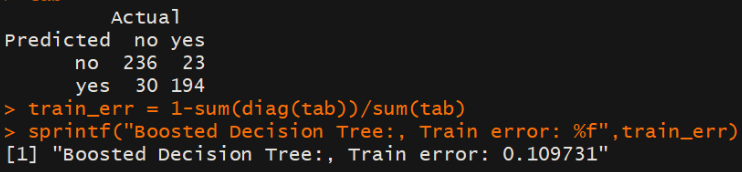 Actual
Predicted no yes
no 236 23
yes 30 194
> train_err = 1-sum(diag(tab))/sum(tab)
> sprintf("Boosted Decision Tree:, Train error: %f",train_err)
[1] "Boosted Decision Tree:, Train error: 0.109731"